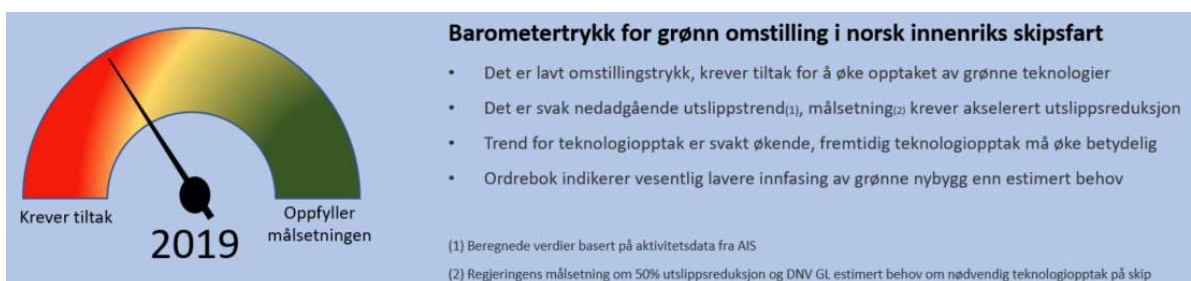 Krever tiltak
2019
Oppfyller
målsetningen
Barometertrykk for grønn omstilling i norsk innenriks skipsfart
• Det er lavt omstillingstrykk, krever tiltak for å øke opptaket av grønne teknologier
• Det er svak nedadgående utslippstrend(1), målsetning(2) krever akselerert utslippsreduksjon
• Trend for teknologiopptak er svakt økende, fremtidig teknologiopptak må øke betydelig
• Ordrebok indikerer vesentlig lavere innfasing av grønne nybygg enn estimert behov
(1) Beregnede verdier basert på aktivitetsdata fra AIS
(2) Regjeringens målsetning om 50% utslippsreduksjon og DNV GL estimert behov om nødvendig teknologiopptak på skip